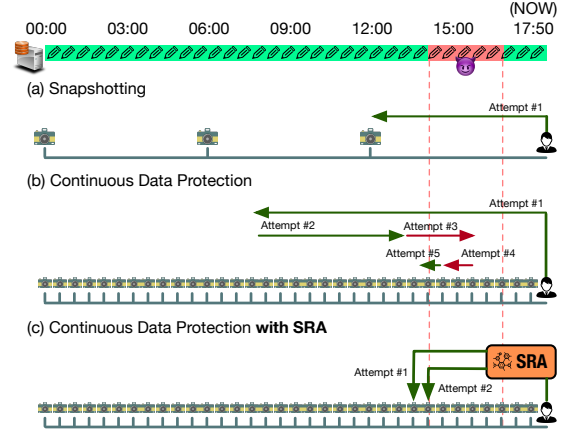 (NOW)
00:00 03:00 06:00 09:00 12:00 15:00 17:50
(a) Snapshotting
Attempt #1
(b) Continuous Data Protection
Attempt #1
Attempt #2 Attempt #3
Attempt #5 Attempt #4
(c) Continuous Data Protection with SRA
SRA
Attempt #1
Attempt #2